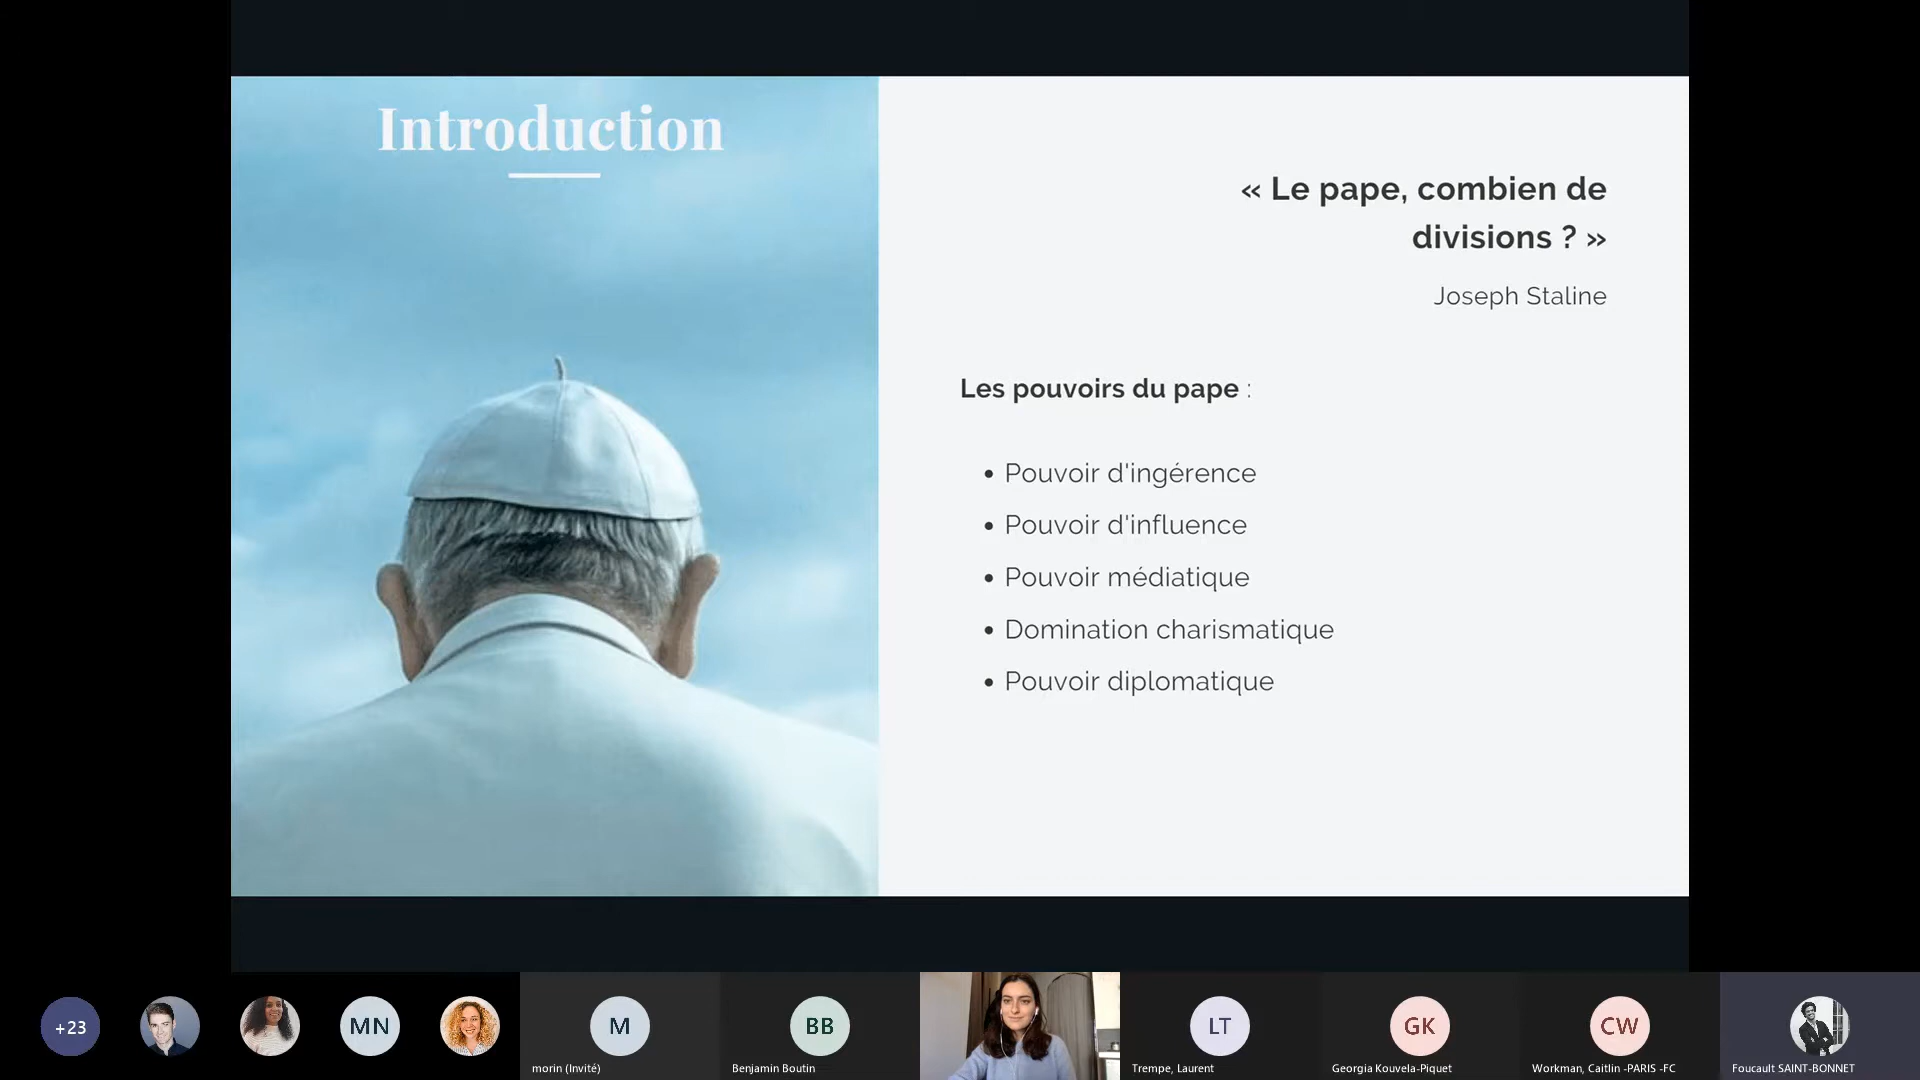 Introduction
« Le pape, combien de
divisions ? »
Joseph Staline
Les pouvoirs du pape :
• Pouvoir d'ingérence
• Pouvoir d'influence
• Pouvoir médiatique
• Domination charismatique
• Pouvoir diplomatique
+23
MN
M
BB
LT
GK
CW
morin (Invité)
Benjamin Boutin
Trempe, Laurent
Georgia Kouvela-Piquet
Workman, Caitlin -PARIS -FC
Foucault SAINT-BONNET